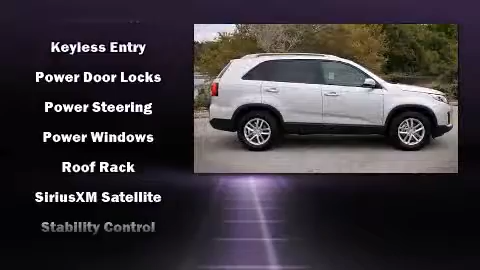 Keyless Entry
Power Door Locks
Power Steering
Power Windows
Roof Rack
SiriusXM Satellite
Stability Control